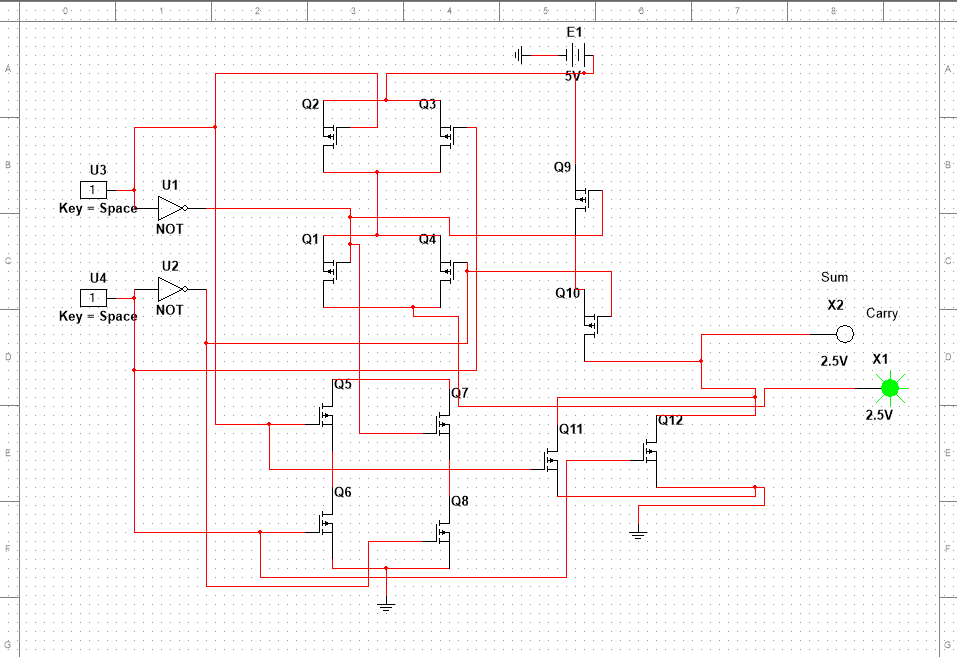 0 1 2 3 4 5 6 7 8
E1
A A
5V
Q2 Q3
B B
Q9
U3
1
U1
Key = Space
NOT
Q1 Q4
C C
U2
U4
1
Q10
Sum
X2
Key = Space
NOT
Carry
D D
2.5V
X1
Q5
Q7
2.5V
Q11
Q12
E E
Q6
Q8
F F
G G